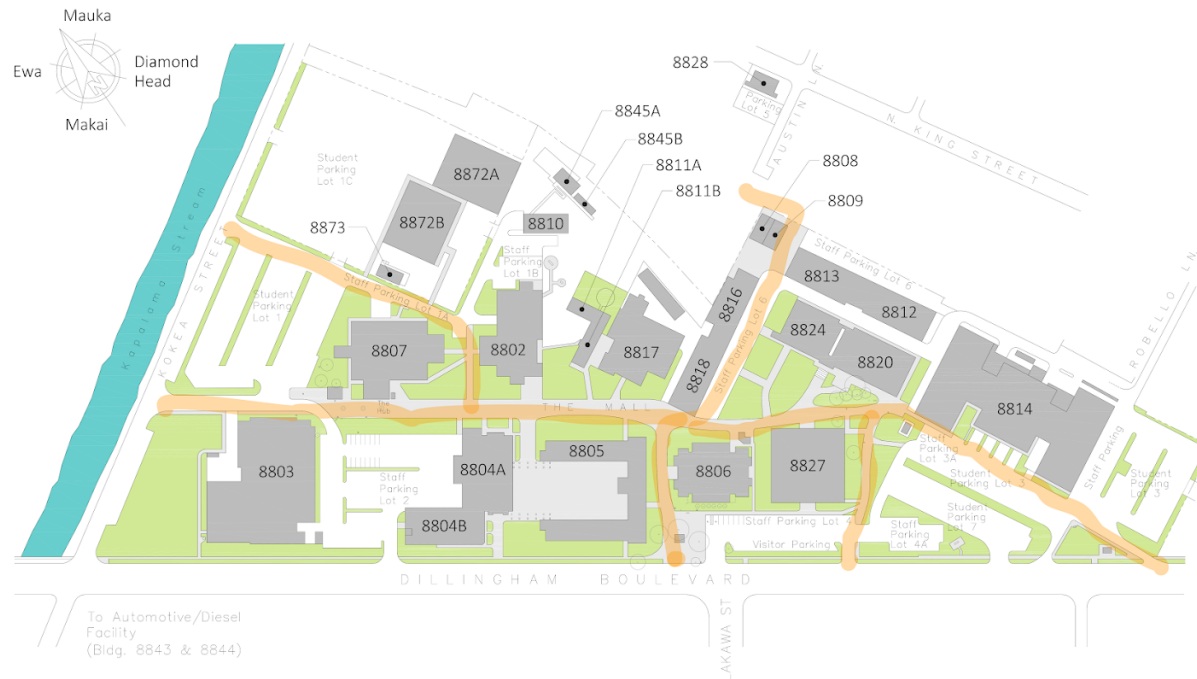 Mauka
Ewa
Diamond
Head
N
Makai
8828
Parking
Lot 5
AUSTIN LN.
N. KING STREET
8845A
8845B
8811A
8811B
8808
8809
Student
Parking
Lot 1C
8872A
8872B
8873
8810
Staff
Parking
Lot 1B
Kapalama Stream
KOKEA STREET
Student
Parking
Lot 1
Staff Parking Lot 1A
8807
8802
8817
8816
8818
Staff Parking Lot 6
Staff Parking Lot 6
8813
8812
8824
8820
8814
ROBELLO LN.
The
Hub
THE MALL
8803
Staff
Parking
Lot 2
8804A
8804B
8805
8806
8827
Staff
Parking
Lot 3A
Student
Parking Lot 3
Staff Parking
Student
Parking
Lot 3
Student
Parking
Lot 7
Staff Parking Lot 4
Staff
Parking
Lot 4A
Visitor Parking
DILLINGHAM BOULEVARD
AKAWA ST
To Automotive/Diesel
Facility
(Bldg. 8843 & 8844)